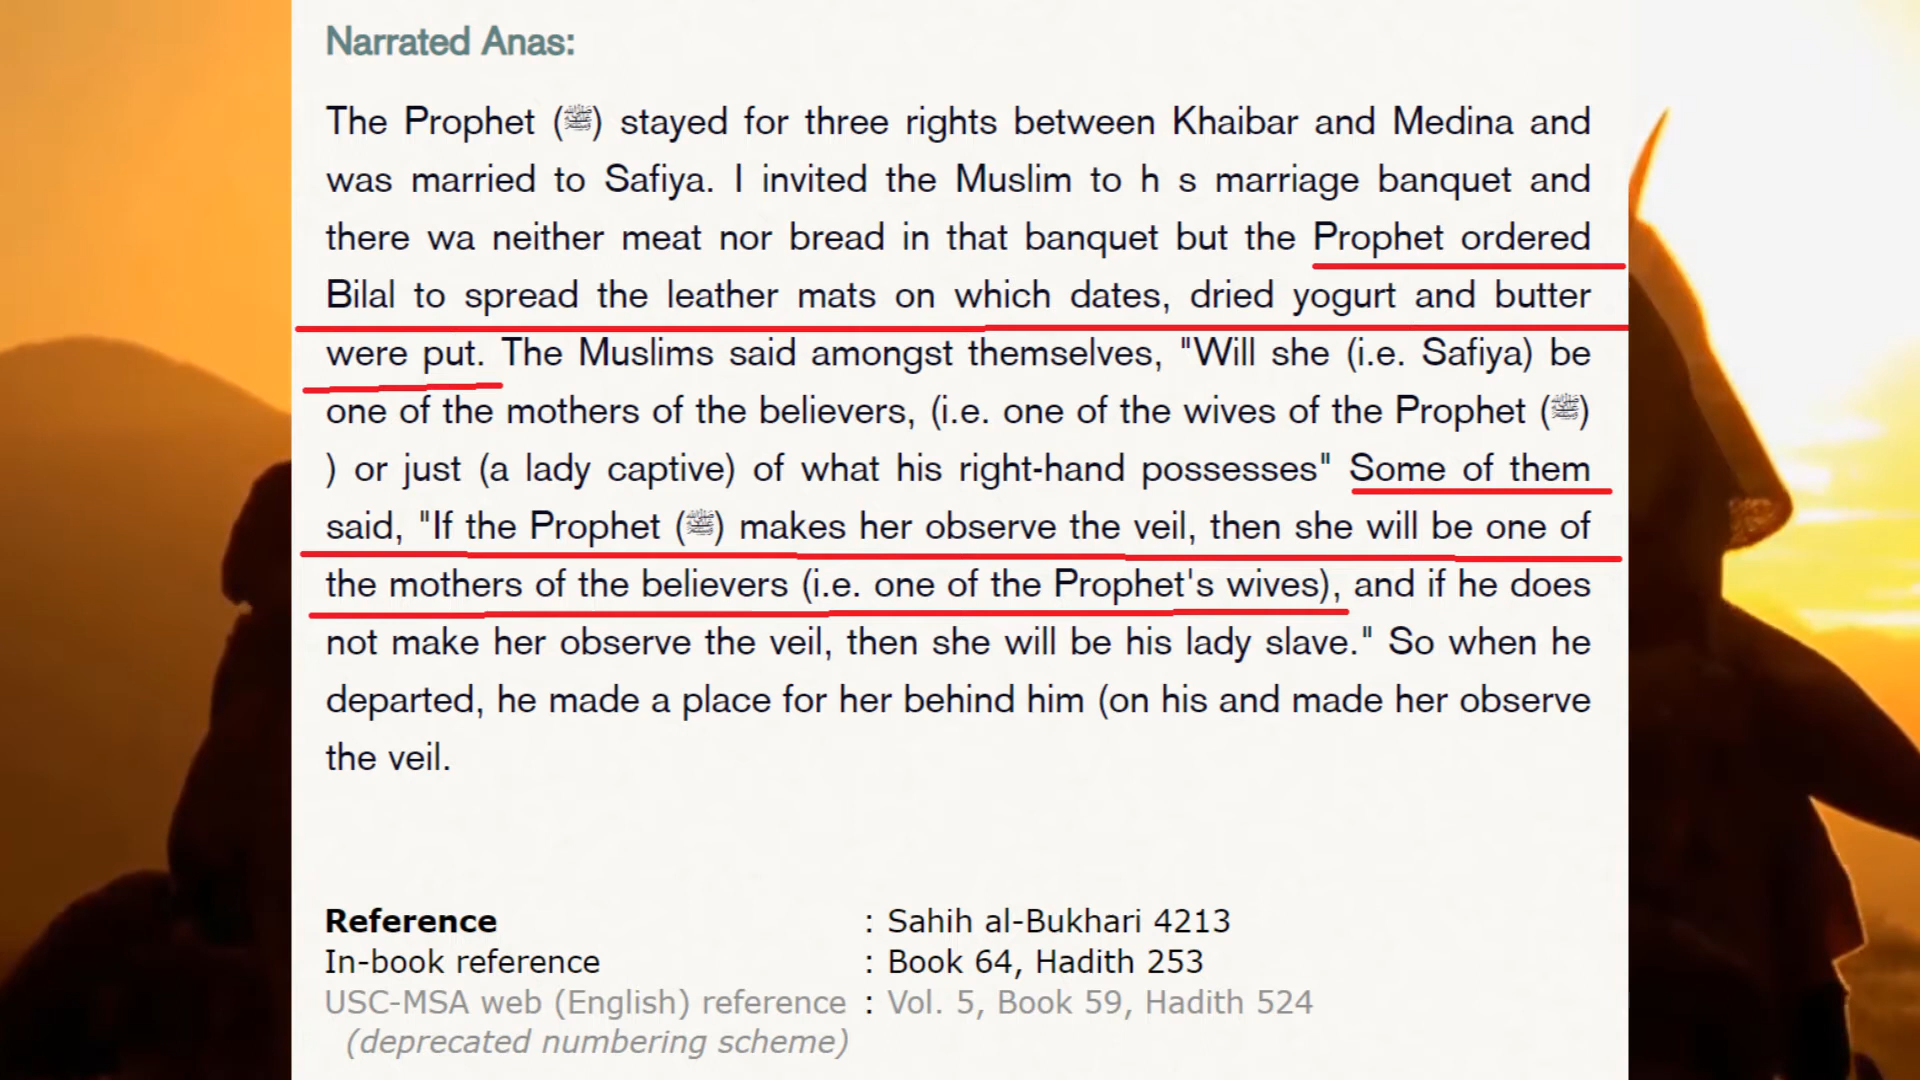 Narrated Anas:
The Prophet (ﷺ) stayed for three rights between Khaibar and Medina and
was married to Safiya. I invited the Muslim to h s marriage banquet and
there wa neither meat nor bread in that banquet but the Prophet ordered
Bilal to spread the leather mats on which dates, dried yogurt and butter
were put. The Muslims said amongst themselves, "Will she (i.e. Safiya) be
one of the mothers of the believers, (i.e. one of the wives of the Prophet (ﷺ)
) or just (a lady captive) of what his right-hand possesses" Some of them
said, "If the Prophet (ﷺ) makes her observe the veil, then she will be one of
the mothers of the believers (i.e. one of the Prophet's wives), and if he does
not make her observe the veil, then she will be his lady slave." So when he
departed, he made a place for her behind him (on his and made her observe
the veil.
Reference : Sahih al-Bukhari 4213
In-book reference : Book 64, Hadith 253
USC-MSA web (English) reference : Vol. 5, Book 59, Hadith 524
(deprecated numbering scheme)